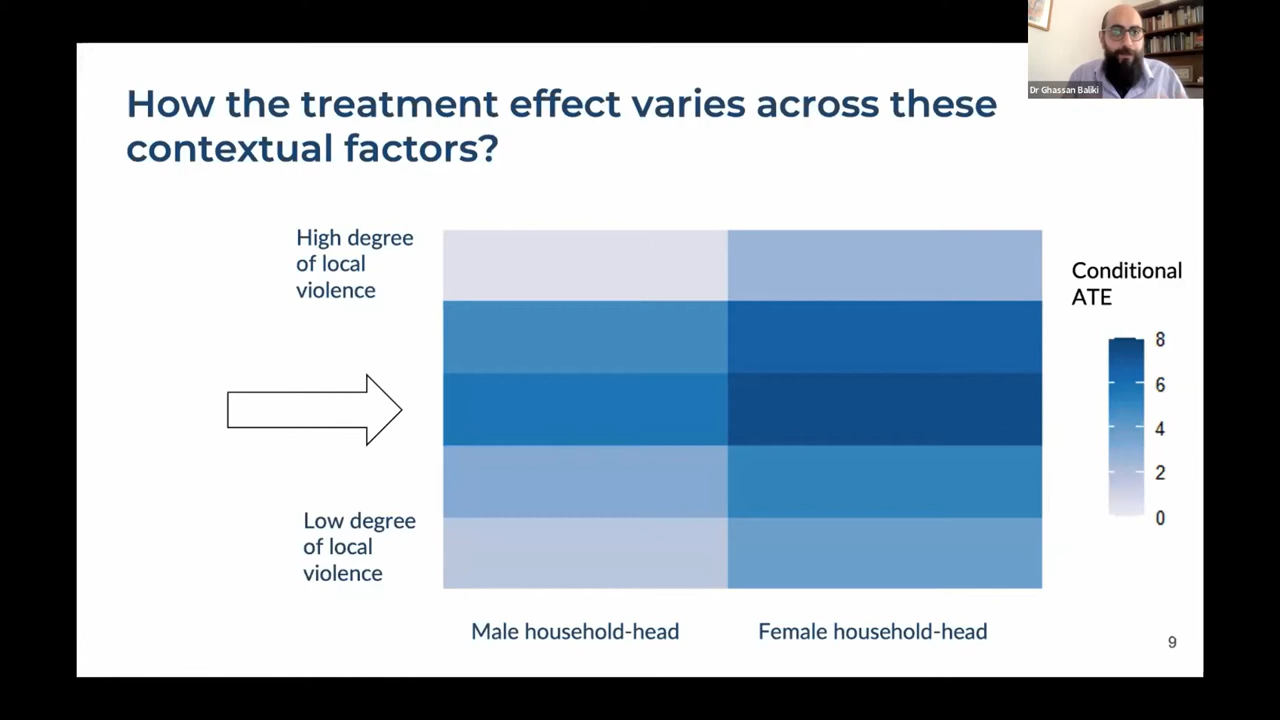 Dr Ghassan Baliki
How the treatment effect varies across these
contextual factors?
High degree
of local
violence
Low degree
of local
violence
Male household-head
Female household-head
Conditional
ATE
8
6
4
2
0
9